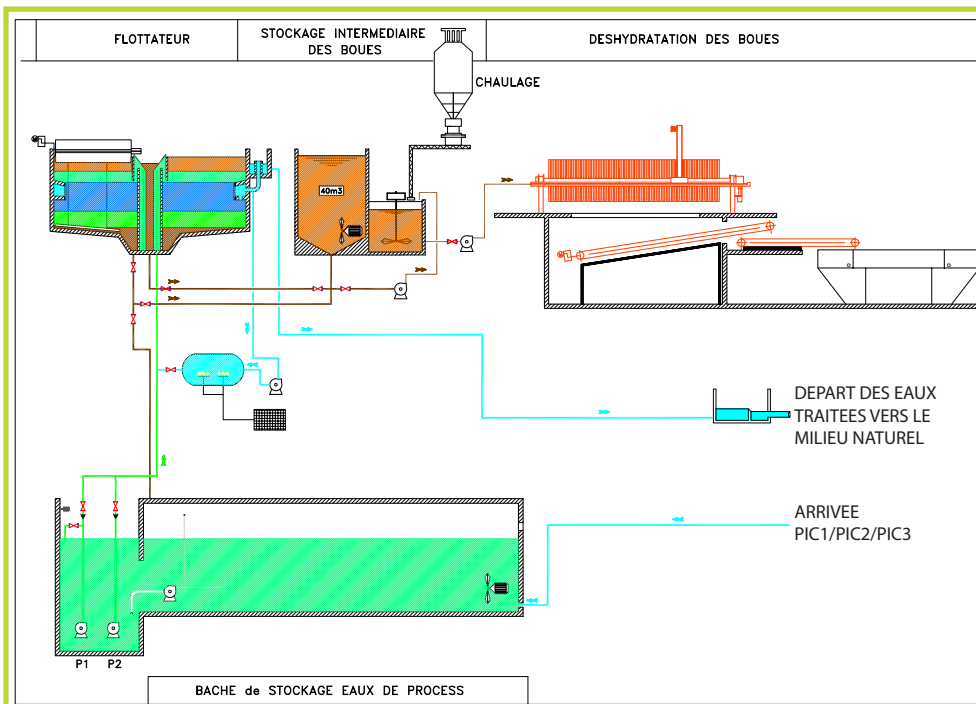 FLOTTATEUR
STOCKAGE INTERMEDIAIRE
DES BOUES
DESHYDRATATION DES BOUES
CHAULAGE
40m3
DEPART DES EAUX
TRAITEES VERS LE
MILIEU NATUREL
ARRIVEE
PIC1/PIC2/PIC3
P1 P2
BACHE de STOCKAGE EAUX DE PROCESS